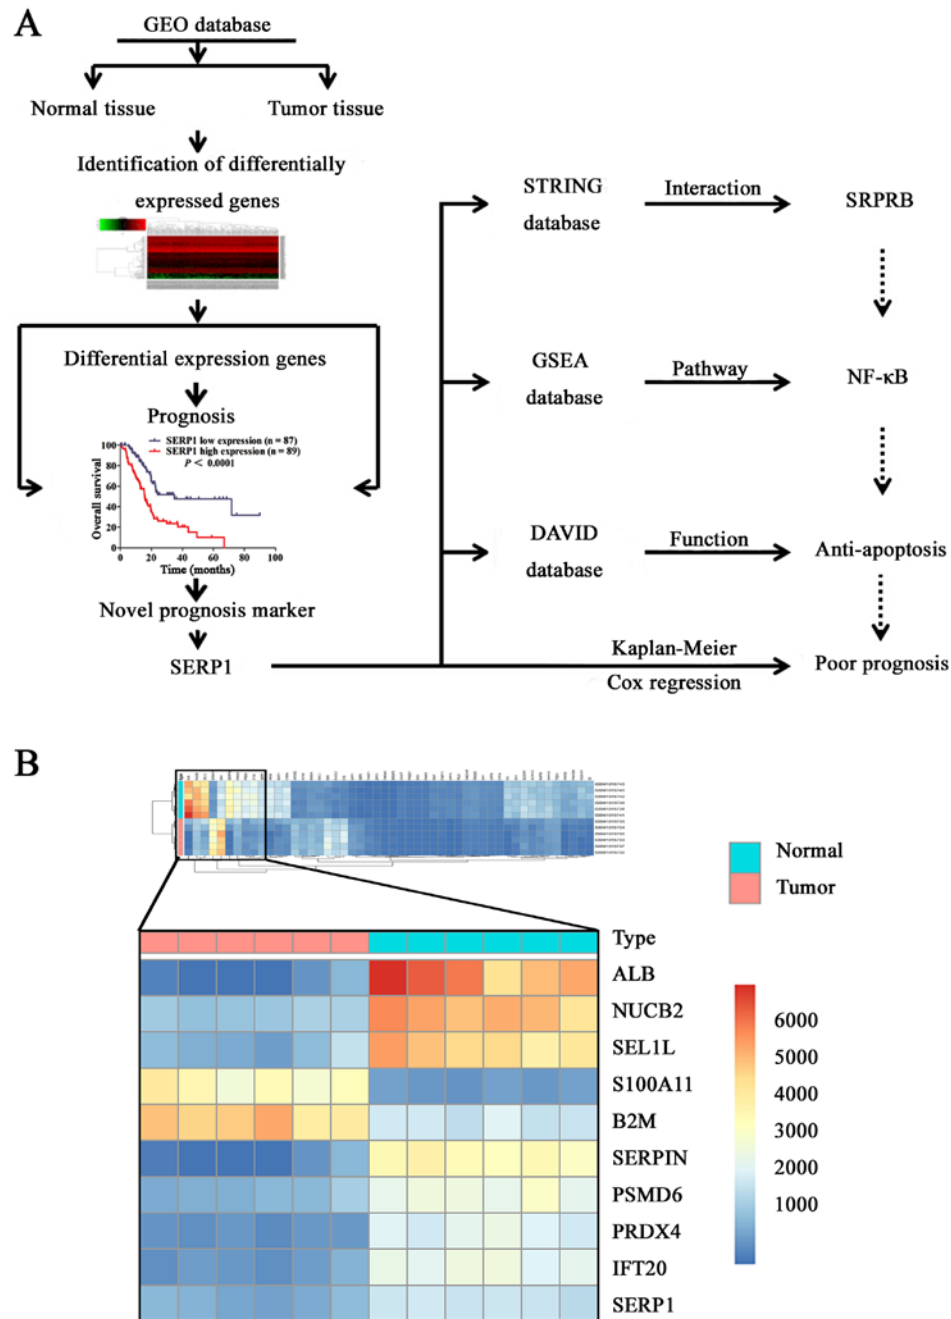 A
GEO database
Normal tissue
Tumor tissue
Identification of differentially
expressed genes
Differential expression genes
Prognosis
SERP1 low expression (n = 87)
SERP1 high expression (n = 89)
P < 0.0001
Overall survival
100
80
60
40
20
0
0 20 40 60 80 100
Time (months)
Novel prognosis marker
SERP1
STRING
database
Interaction
SRPRB
GSEA
database
Pathway
NF-κB
DAVID
database
Function
Anti-apoptosis
Kaplan-Meier
Cox regression
Poor prognosis
B
Normal
Tumor
Type
ALB
NUCB2
SEL1L
S100A11
B2M
SERPIN
PSMD6
PRDX4
IFT20
SERP1
6000
5000
4000
3000
2000
1000